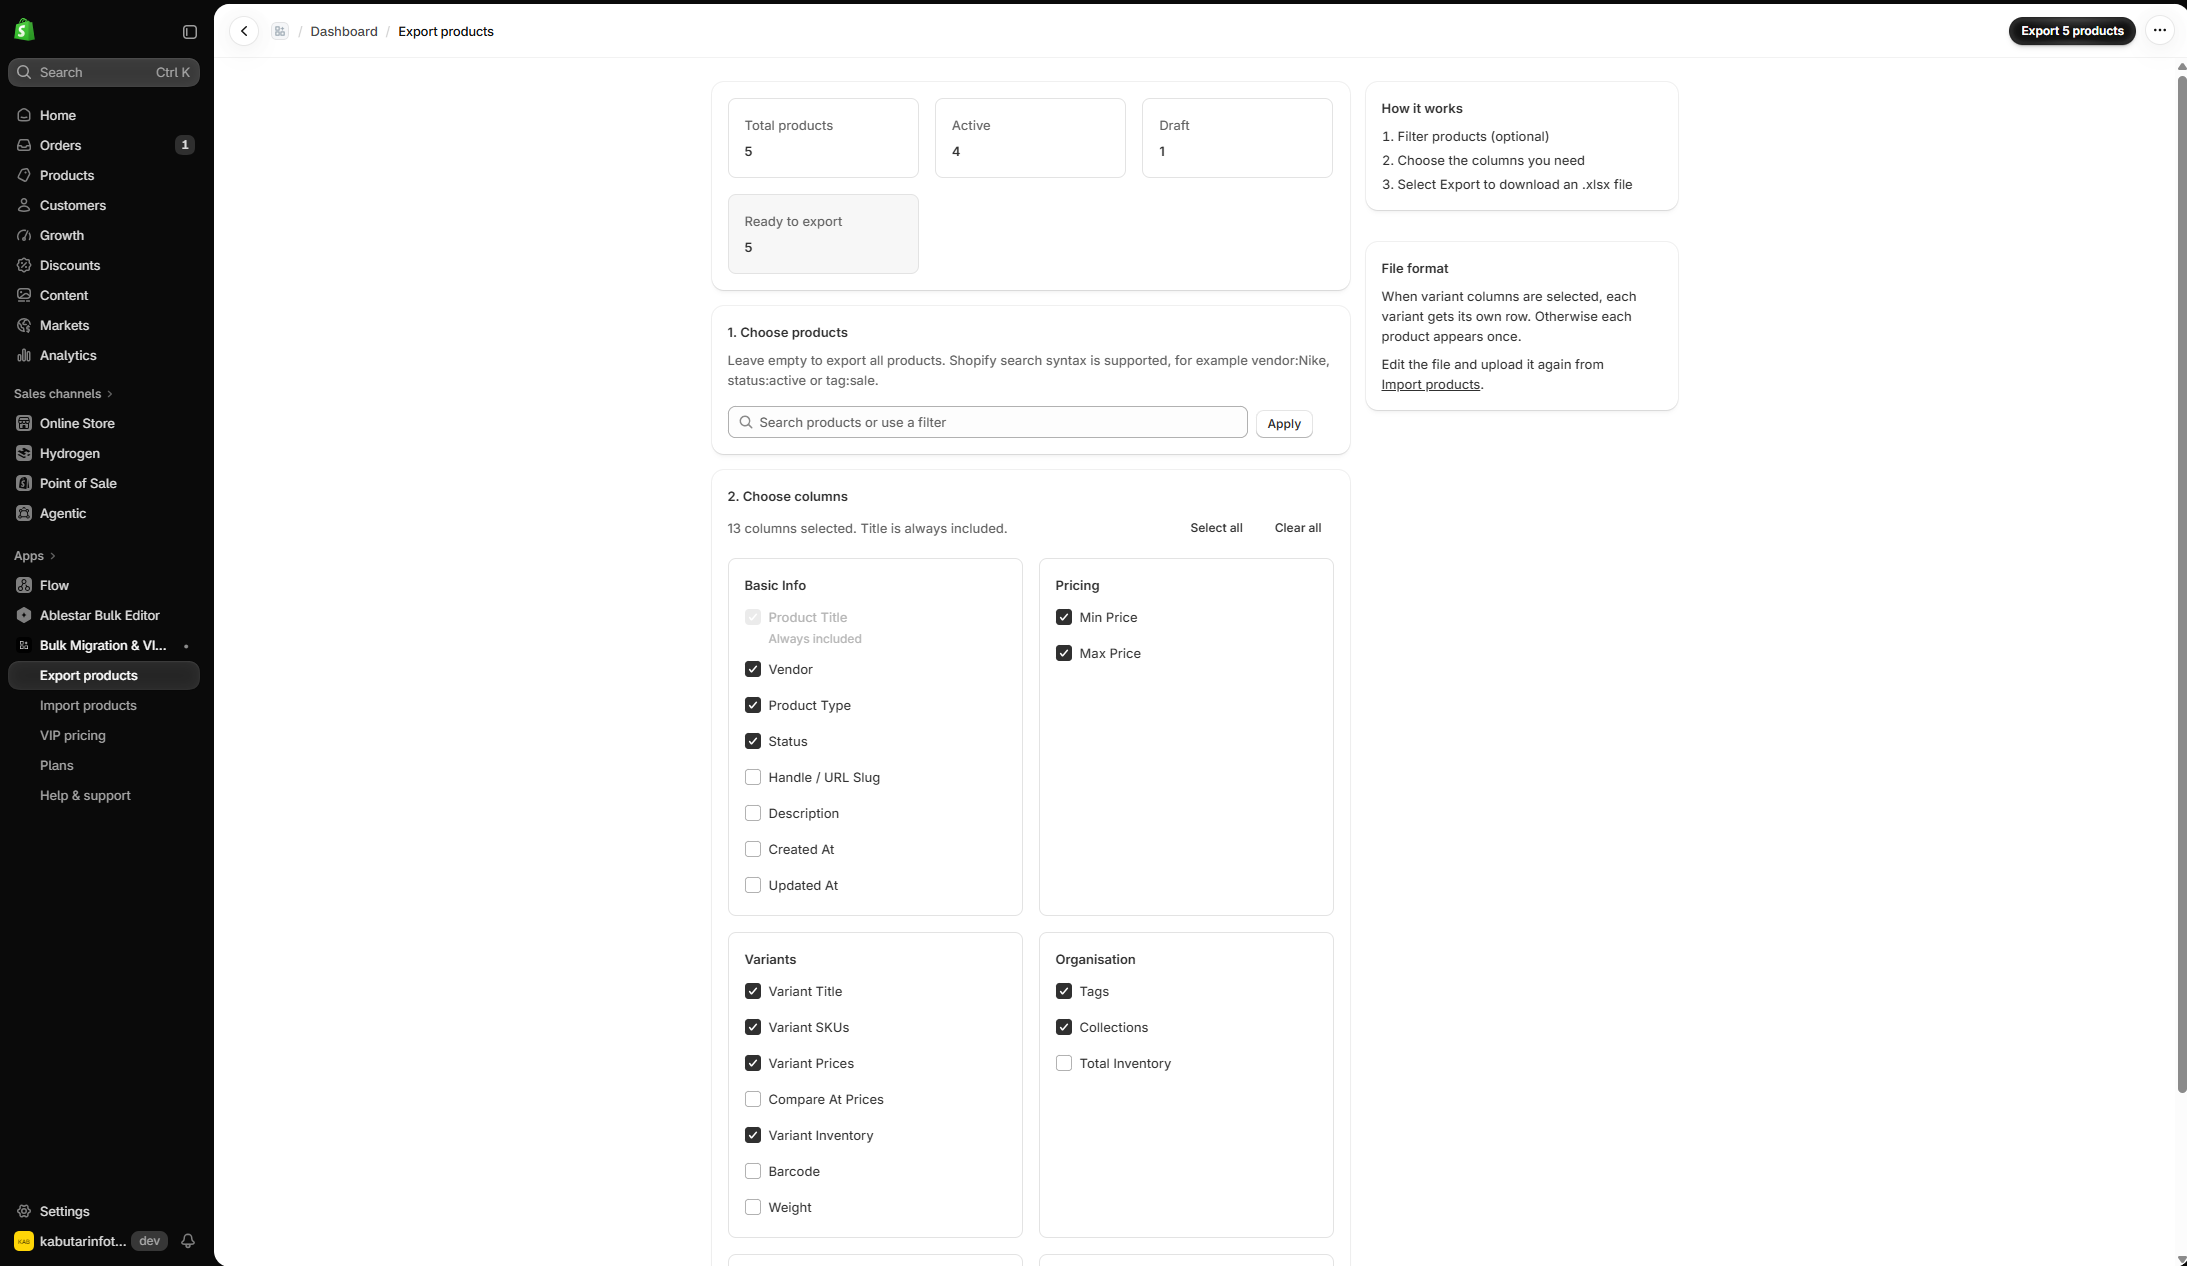 Search Ctrl K
Home
Orders 1
Products
Customers
Growth
Discounts
Content
Markets
Analytics
Sales channels
Online Store
Hydrogen
Point of Sale
Agentic
Apps
Flow
Ablestar Bulk Editor
Bulk Migration & VI...
Export products
Import products
VIP pricing
Plans
Help & support
Settings
KAB kabutarinfot... dev
/ Dashboard / Export products
Export 5 products
Total products
5
Active
4
Draft
1
Ready to export
5
1. Choose products
Leave empty to export all products. Shopify search syntax is supported, for example vendor:Nike,
status:active or tag:sale.
Search products or use a filter
Apply
2. Choose columns
13 columns selected. Title is always included.
Select all
Clear all
Basic Info
Product Title
Always included
Vendor
Product Type
Status
Handle / URL Slug
Description
Created At
Updated At
Pricing
Min Price
Max Price
Variants
Variant Title
Variant SKUs
Variant Prices
Compare At Prices
Variant Inventory
Barcode
Weight
Organisation
Tags
Collections
Total Inventory
How it works
1. Filter products (optional)
2. Choose the columns you need
3. Select Export to download an .xlsx file
File format
When variant columns are selected, each
variant gets its own row. Otherwise each
product appears once.
Edit the file and upload it again from
Import products.